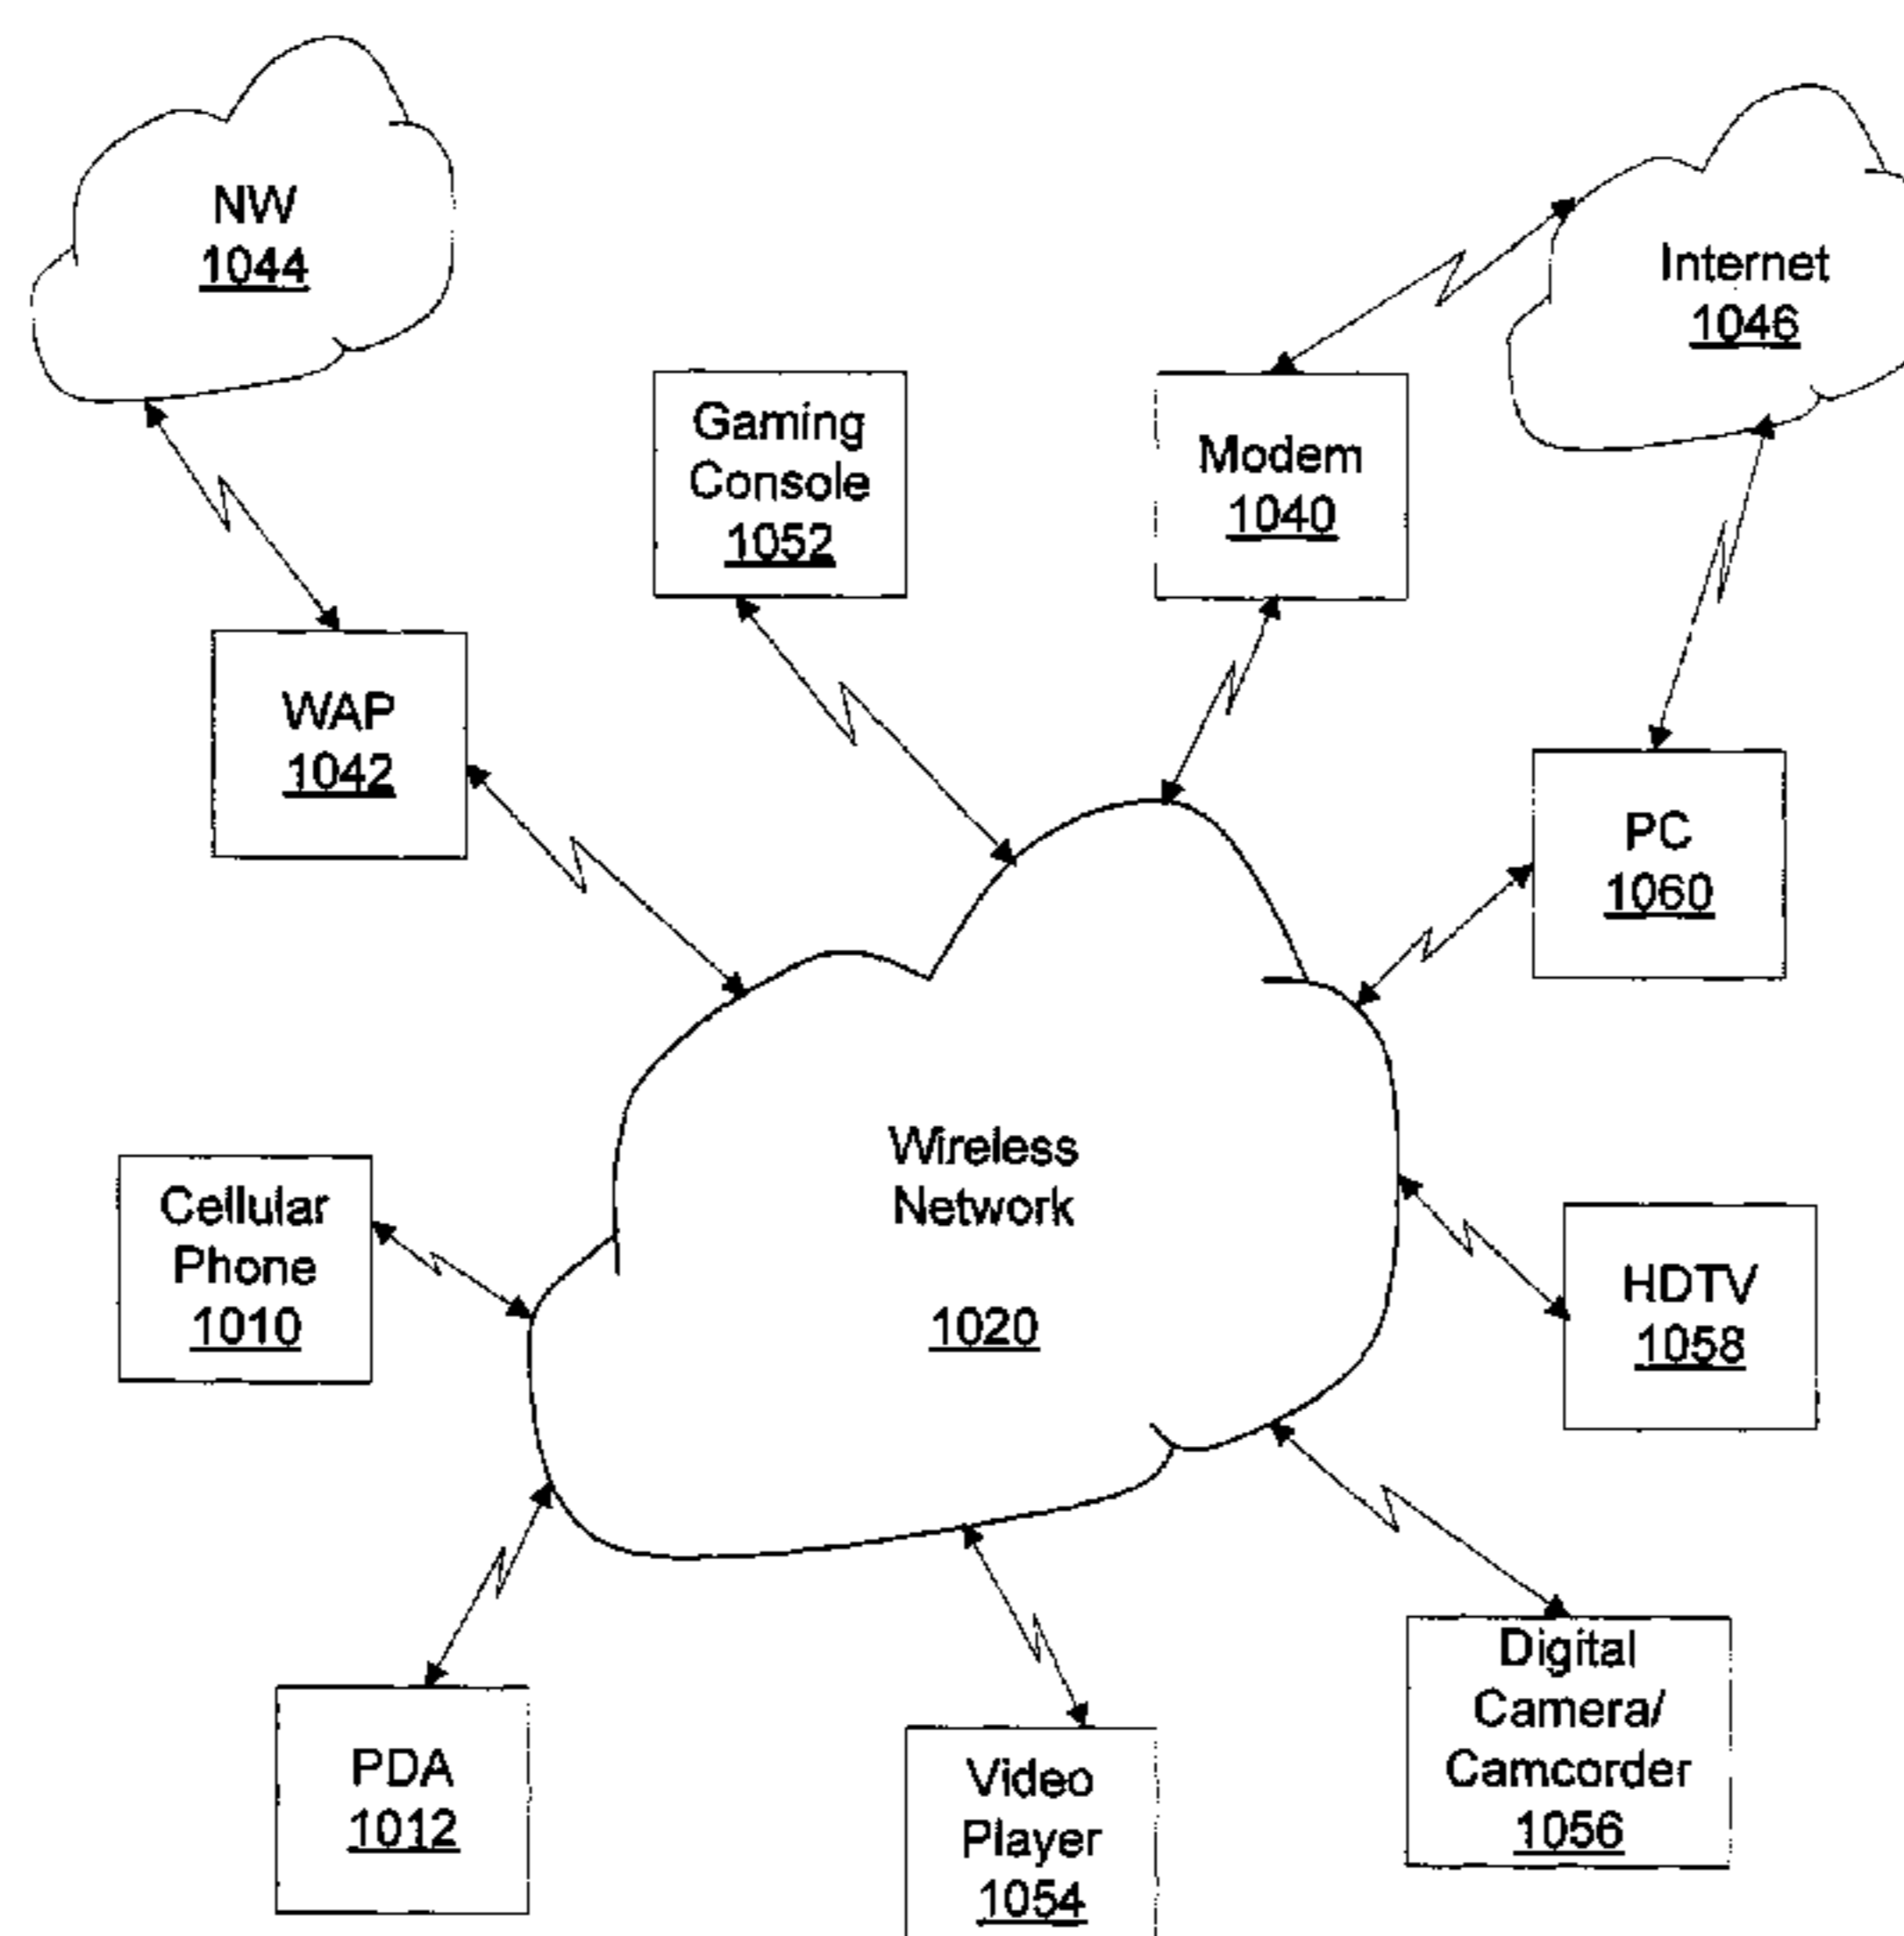 NW
1044
Internet
1046
Gaming
Console
1052
Modem
1040
WAP
1042
PC
1060
Wireless
Network
1020
Cellular
Phone
1010
HDTV
1058
PDA
1012
Video
Player
1054
Digital
Camera/
Camcorder
1056